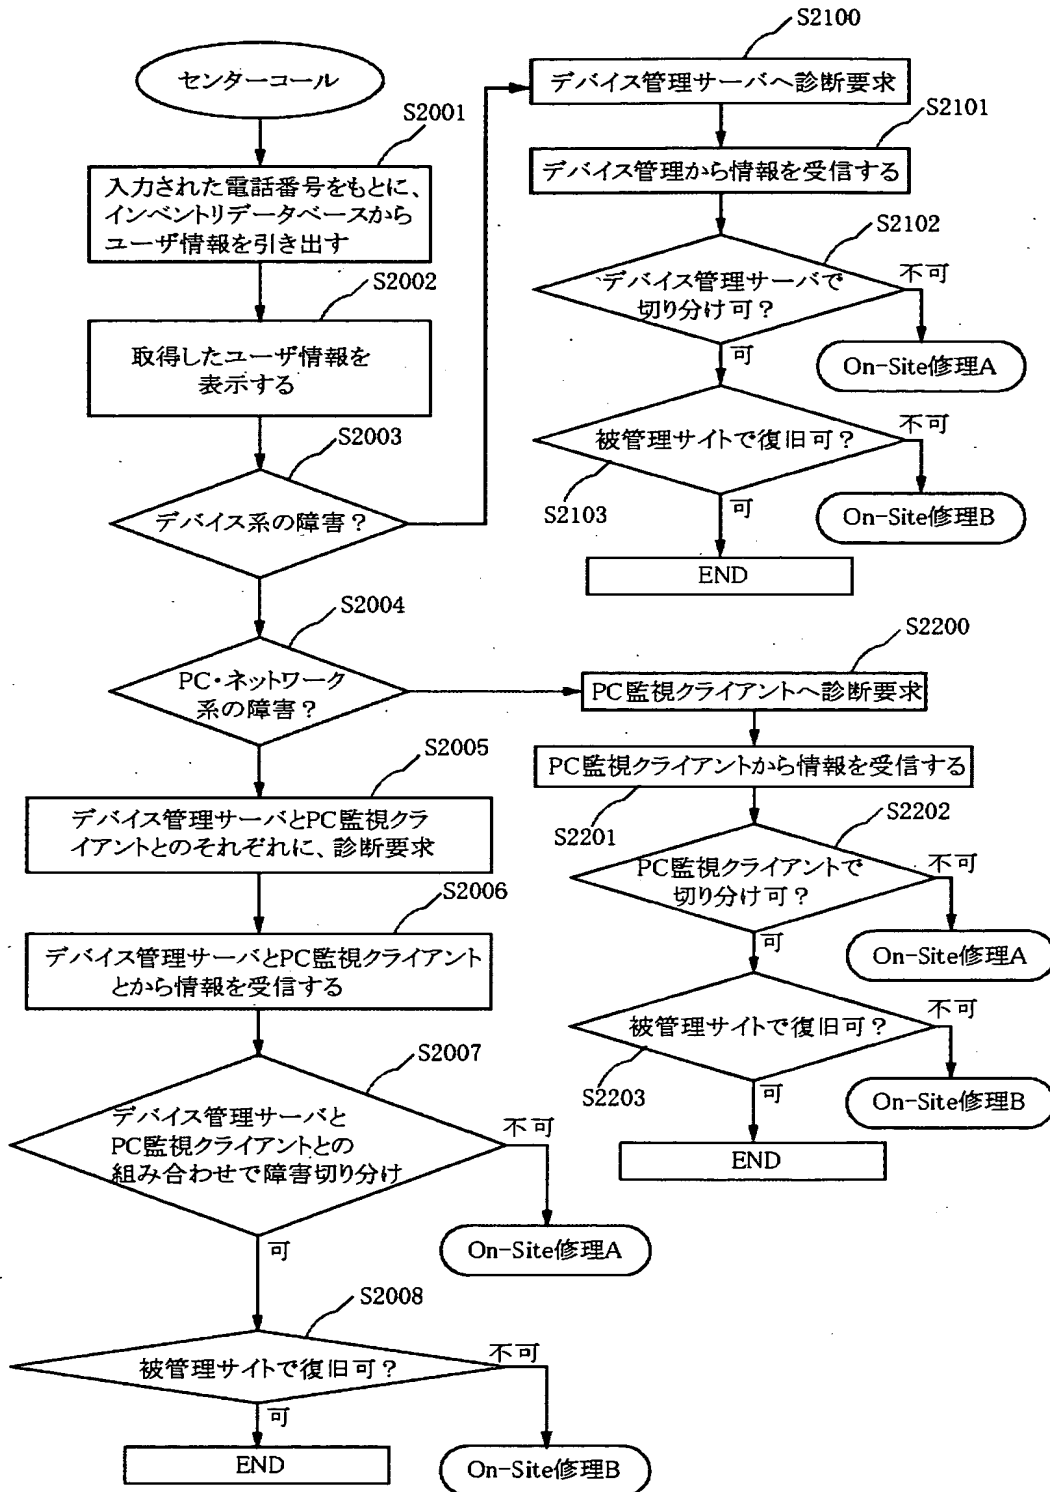 センターコール
S2001
入力された電話番号をもとに、
インベントリデータベースから
ユーザ情報を引き出す
S2002
取得したユーザ情報を
表示する
S2003
デバイス系の障害？
S2004
PC・ネットワーク
系の障害？
S2005
デバイス管理サーバとPC監視クラ
イアントとのそれぞれに、診断要求
S2006
デバイス管理サーバとPC監視クライアント
とから情報を受信する
S2007
デバイス管理サーバと
PC監視クライアントとの
組み合わせで障害切り分け
不可
On-Site修理A
可
S2008
被管理サイトで復旧可？
不可
On-Site修理B
可
END
S2100
デバイス管理サーバへ診断要求
S2101
デバイス管理から情報を受信する
S2102
デバイス管理サーバで
切り分け可？
不可
On-Site修理A
可
被管理サイトで復旧可？
S2103
不可
On-Site修理B
可
END
S2200
PC監視クライアントへ診断要求
PC監視クライアントから情報を受信する
S2201
S2202
PC監視クライアントで
切り分け可？
不可
On-Site修理A
可
被管理サイトで復旧可？
S2203
不可
On-Site修理B
可
END